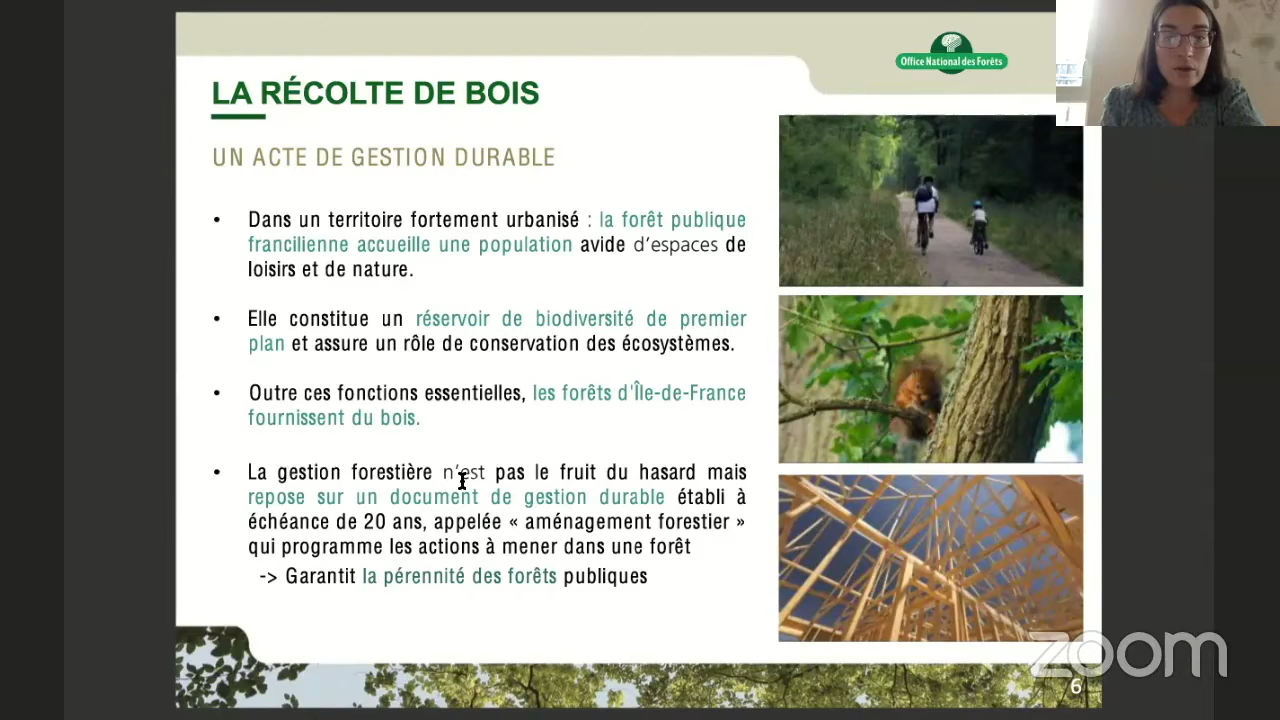 Office National des Forêts
LA RÉCOLTE DE BOIS
UN ACTE DE GESTION DURABLE
• Dans un territoire fortement urbanisé : la forêt publique
francilienne accueille une population avide d'espaces de
loisirs et de nature.
• Elle constitue un réservoir de biodiversité de premier
plan et assure un rôle de conservation des écosystèmes.
• Outre ces fonctions essentielles, les forêts d'Île-de-France
fournissent du bois.
• La gestion forestière n'est pas le fruit du hasard mais
repose sur un document de gestion durable établi à
échéance de 20 ans, appelée « aménagement forestier »
qui programme les actions à mener dans une forêt
-> Garantit la pérennité des forêts publiques
zoom
6